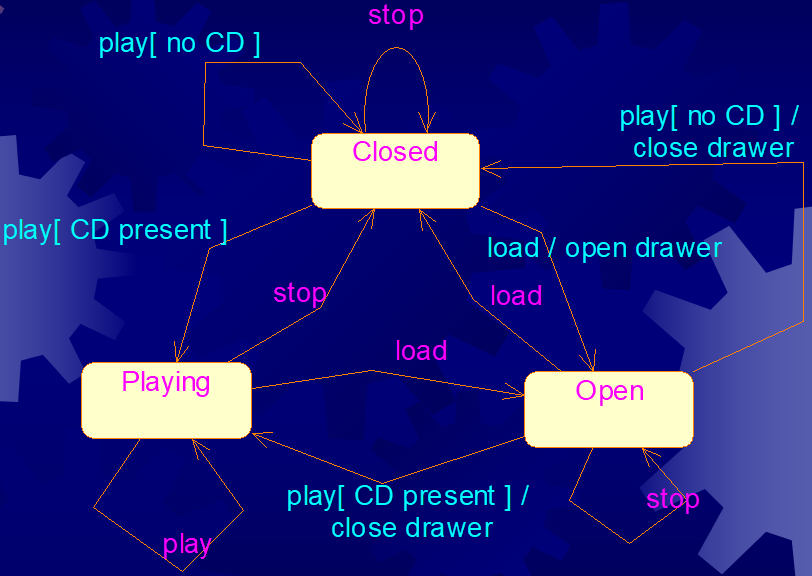 stop
play[ no CD ]
play[ no CD ] /
close drawer
Closed
play[ CD present ]
load / open drawer
stop
load
load
Playing
Open
play[ CD present ] /
close drawer
stop
play